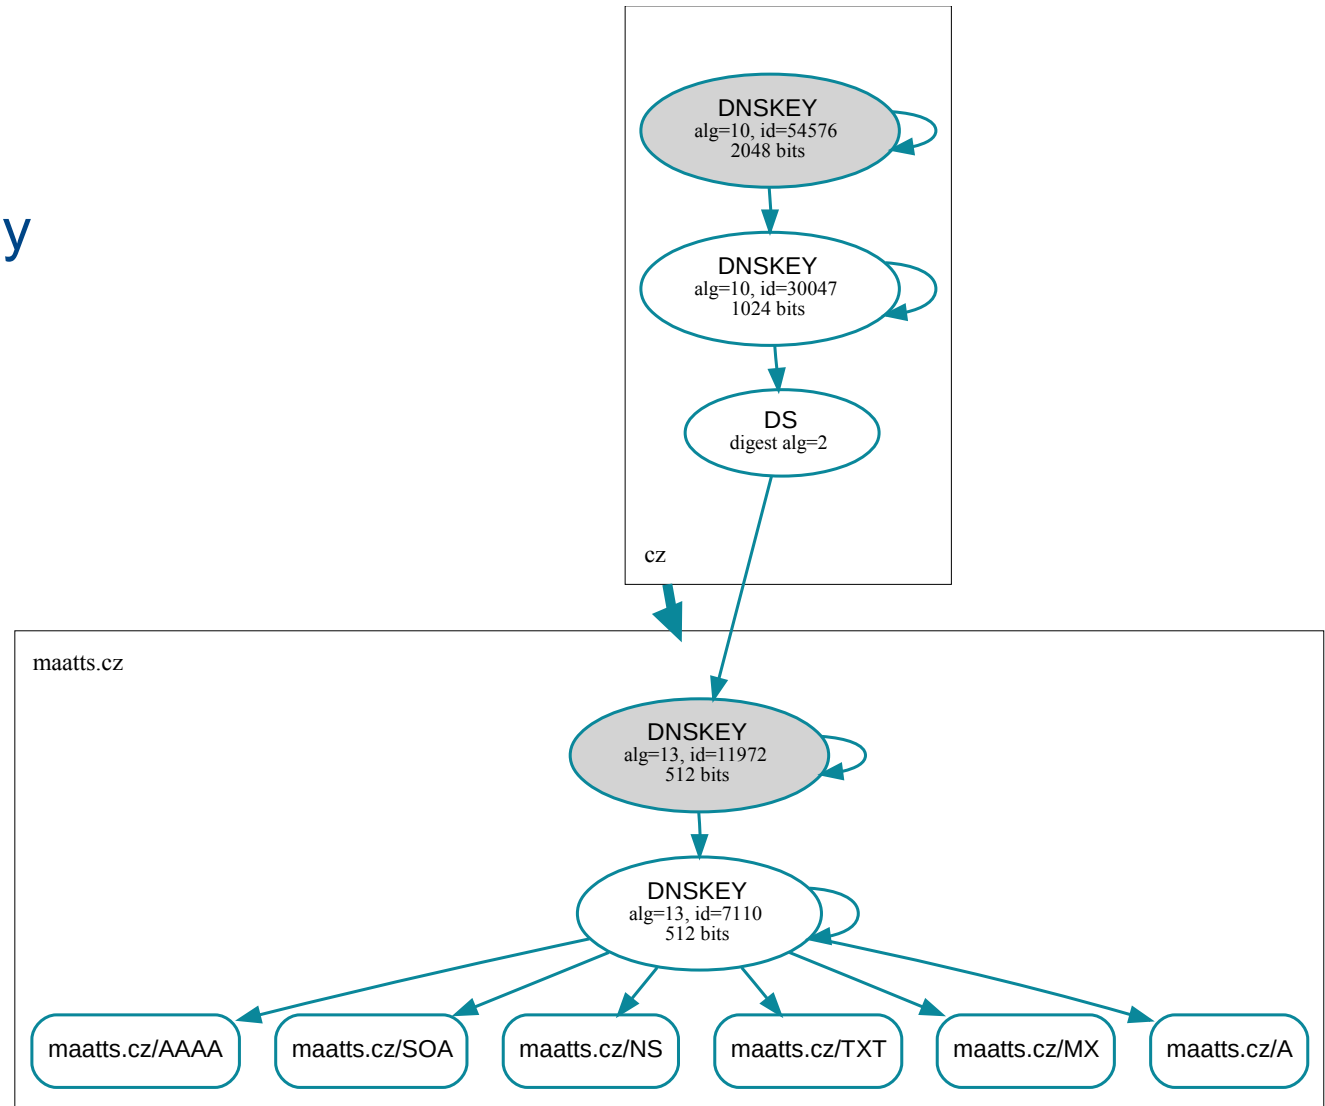 DNSKEY
alg=10, id=54576
2048 bits
y
DNSKEY
alg=10, id=30047
1024 bits
DS
digest alg=2
cz
maatts.cz
DNSKEY
alg=13, id=11972
512 bits
DNSKEY
alg=13, id=7110
512 bits
maatts.cz/AAAA
maatts.cz/SOA
maatts.cz/NS
maatts.cz/TXT
maatts.cz/MX
maatts.cz/A